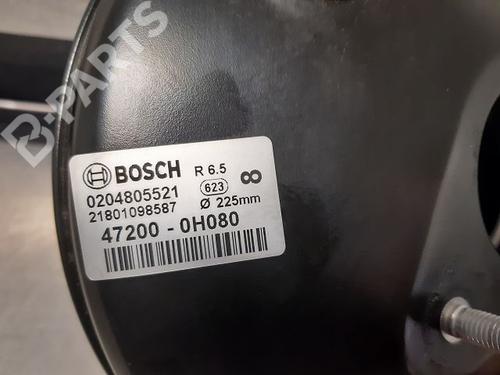 B-PARTS
BOSCH R 6.5
0204805521 623 ∞
21801098587 Ø 225mm
47200 - 0H080